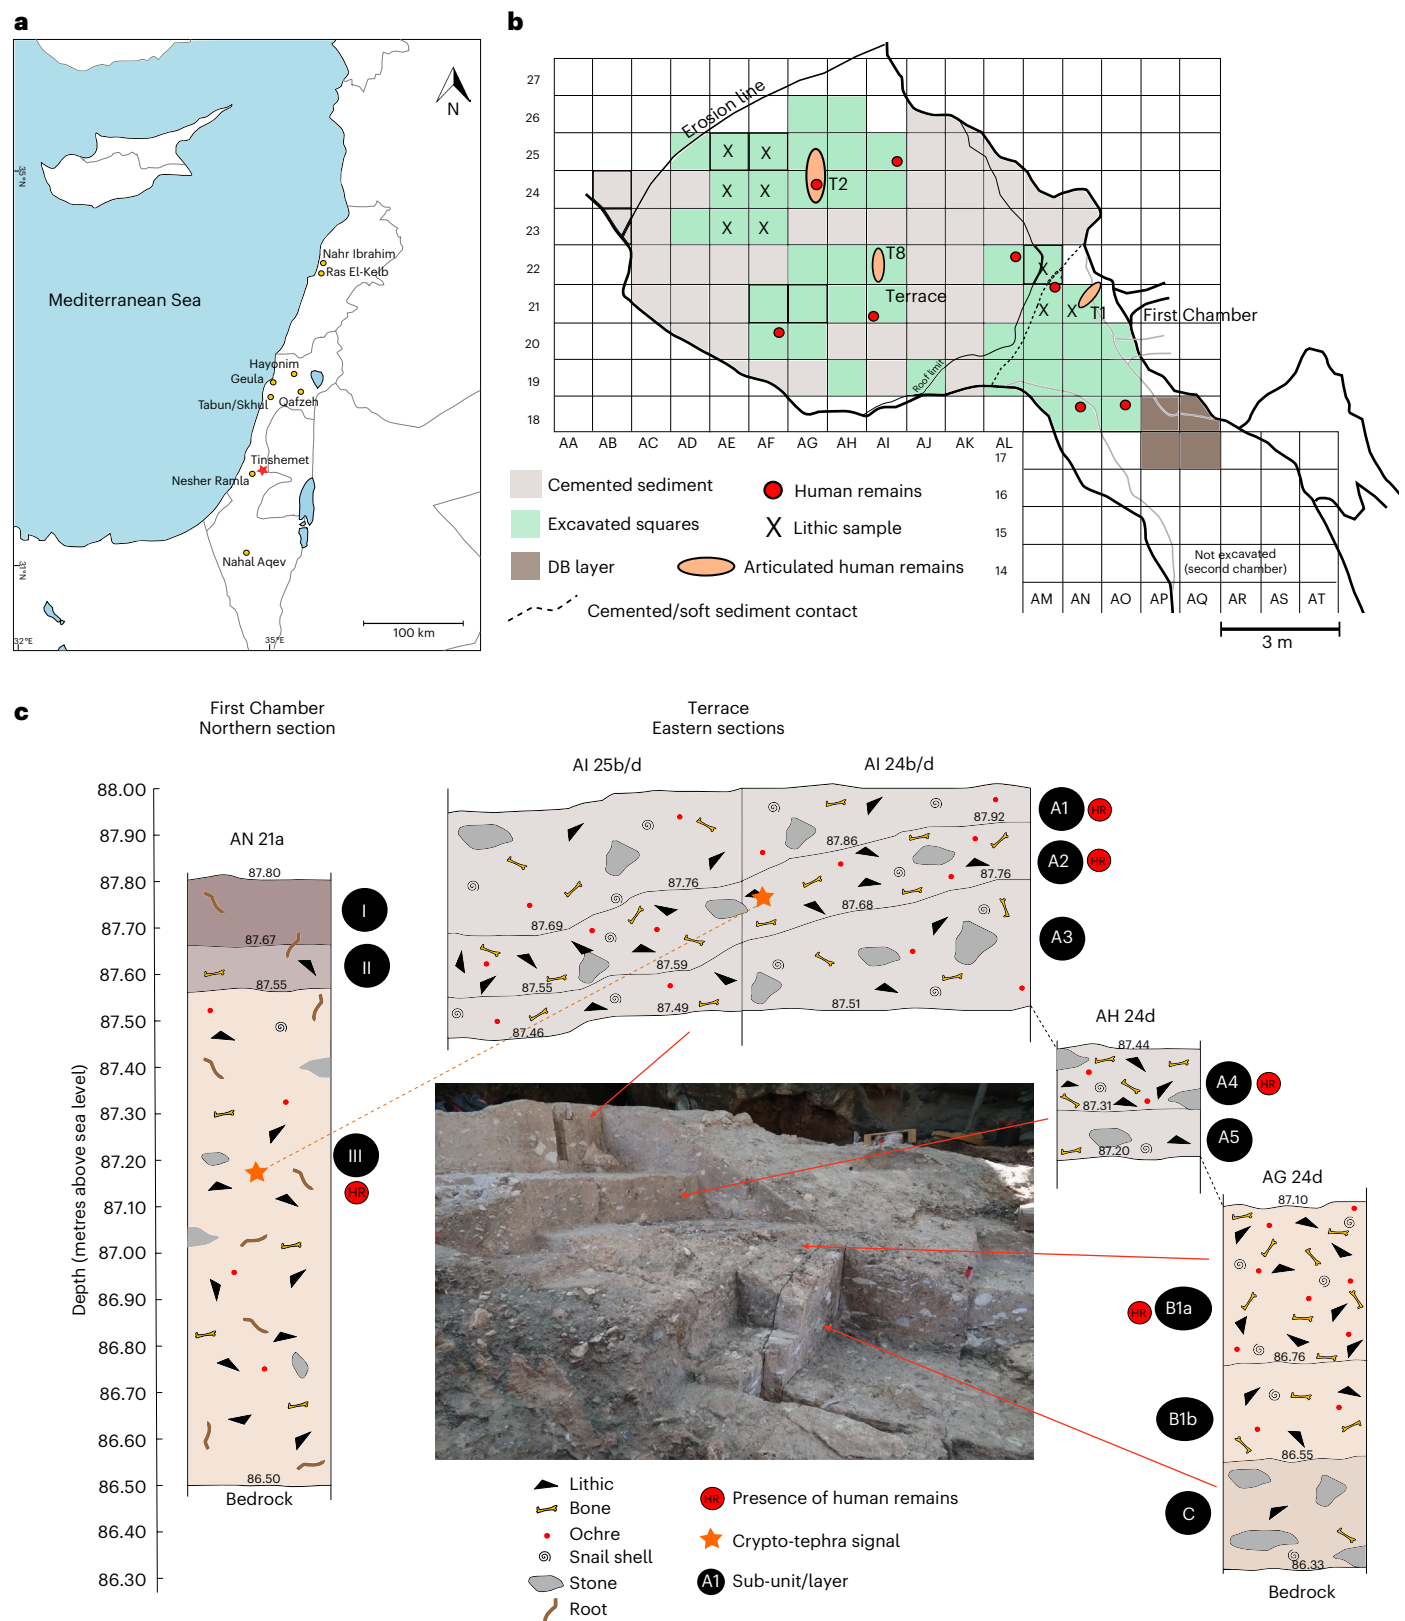 a
N
35° N
Nahr Ibrahim
Ras El-Kelb
Mediterranean Sea
Hayonim
Geula
Tabun/Skhul
Qafzeh
Tinshemet
Nesher Ramla
Nahal Aqev
31° N
32°E
35°E
100 km
b
27
26
25
24
23
22
21
20
19
18
Erosion line
X X
X X
X X
T2
T8
X
X X
T1
Terrace
First Chamber
Roof limit
AA AB AC AD AE AF AG AH AI AJ AK AL
17
16
15
14
Not excavated
(second chamber)
AM AN AO AP AQ AR AS AT
3 m
Cemented sediment
Excavated squares
DB layer
Cemented/soft sediment contact
Human remains
X Lithic sample
Articulated human remains
c
First Chamber
Northern section
Terrace
Eastern sections
Depth (metres above sea level)
88.00
87.90
87.80
87.70
87.60
87.50
87.40
87.30
87.20
87.10
87.00
86.90
86.80
86.70
86.60
86.50
86.40
86.30
AN 21a
87.80
I
87.67
II
87.55
III
HR
86.50
Bedrock
AI 25b/d
AI 24b/d
87.92
87.86
87.76
87.76
87.69
87.68
87.59
87.55
87.49
87.51
87.46
A1 HR
A2 HR
A3
AH 24d
87.44
A4 HR
87.31
A5
87.20
AG 24d
87.10
HR B1a
86.76
B1b
86.55
C
86.33
Bedrock
Lithic
Bone
Ochre
Snail shell
Stone
Root
HR Presence of human remains
Crypto-tephra signal
A1 Sub-unit/layer